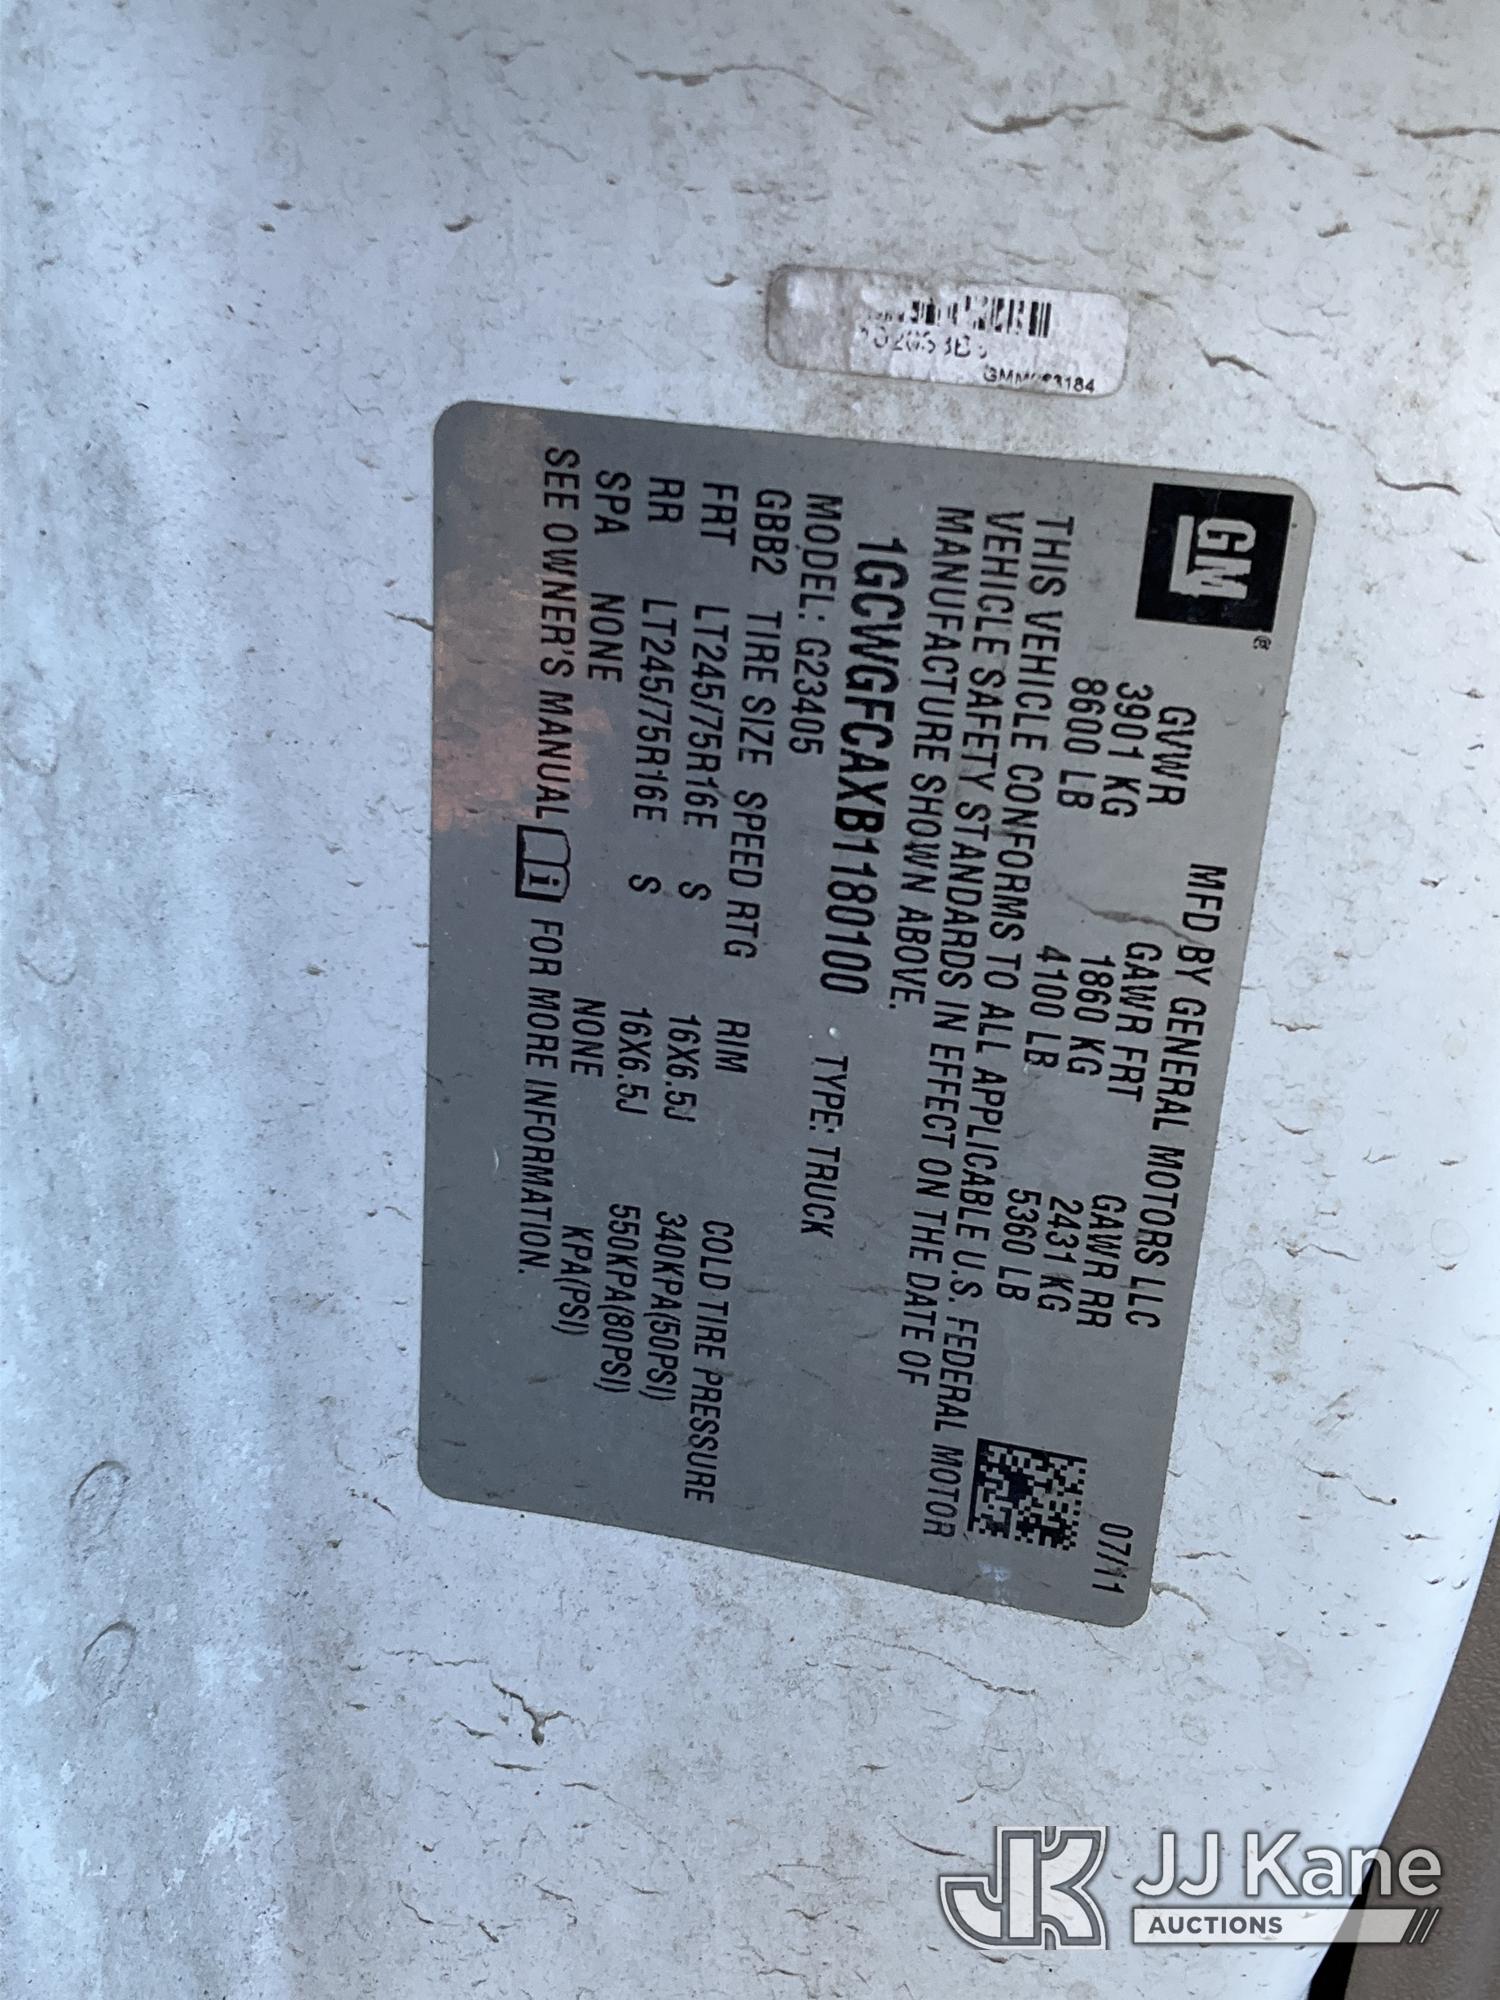 GM
MFD BY GENERAL MOTORS LLC 07/11
GVWR GAWR FRT GAWR RR
3901 KG 1860 KG 2431 KG
8600 LB 4100 LB 5360 LB
THIS VEHICLE CONFORMS TO ALL APPLICABLE U.S. FEDERAL MOTOR
VEHICLE SAFETY STANDARDS IN EFFECT ON THE DATE OF
MANUFACTURE SHOWN ABOVE.
1GCWGFCAXB1180100 TYPE: TRUCK
MODEL: G23405
GBB2 TIRE SIZE SPEED RTG RIM COLD TIRE PRESSURE
FRT LT245/75R16E S 16X6.5J 340KPA(50PSI)
RR LT245/75R16E S 16X6.5J 550KPA(80PSI)
SPA NONE NONE KPA(PSI)
SEE OWNER'S MANUAL i FOR MORE INFORMATION.
JK JJ Kane
AUCTIONS